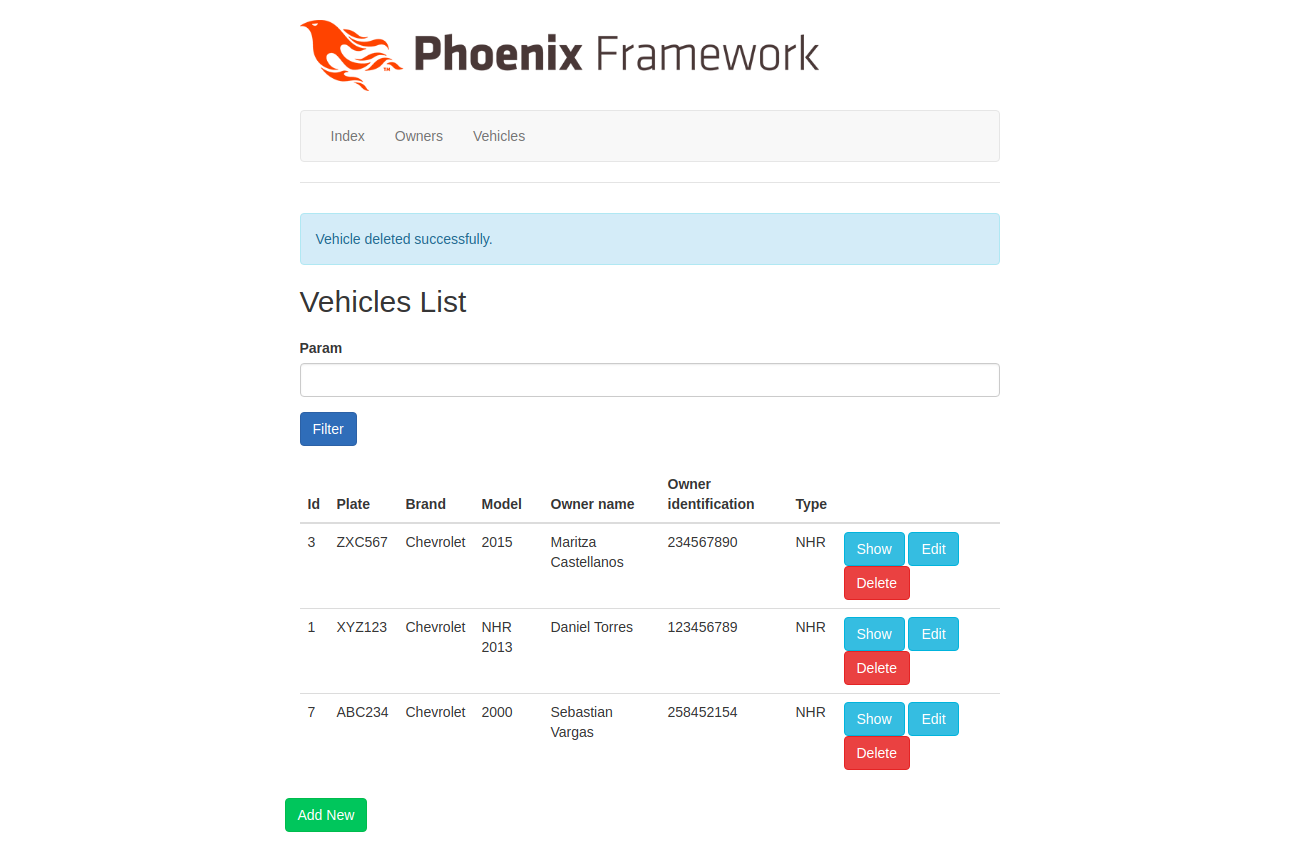 Phoenix Framework
Index Owners Vehicles
Vehicle deleted successfully.
Vehicles List
Param
Filter
Id Plate Brand Model Owner name Owner identification Type
3 ZXC567 Chevrolet 2015 Maritza Castellanos 234567890 NHR Show Edit
Delete
1 XYZ123 Chevrolet NHR 2013 Daniel Torres 123456789 NHR Show Edit
Delete
7 ABC234 Chevrolet 2000 Sebastian Vargas 258452154 NHR Show Edit
Delete
Add New